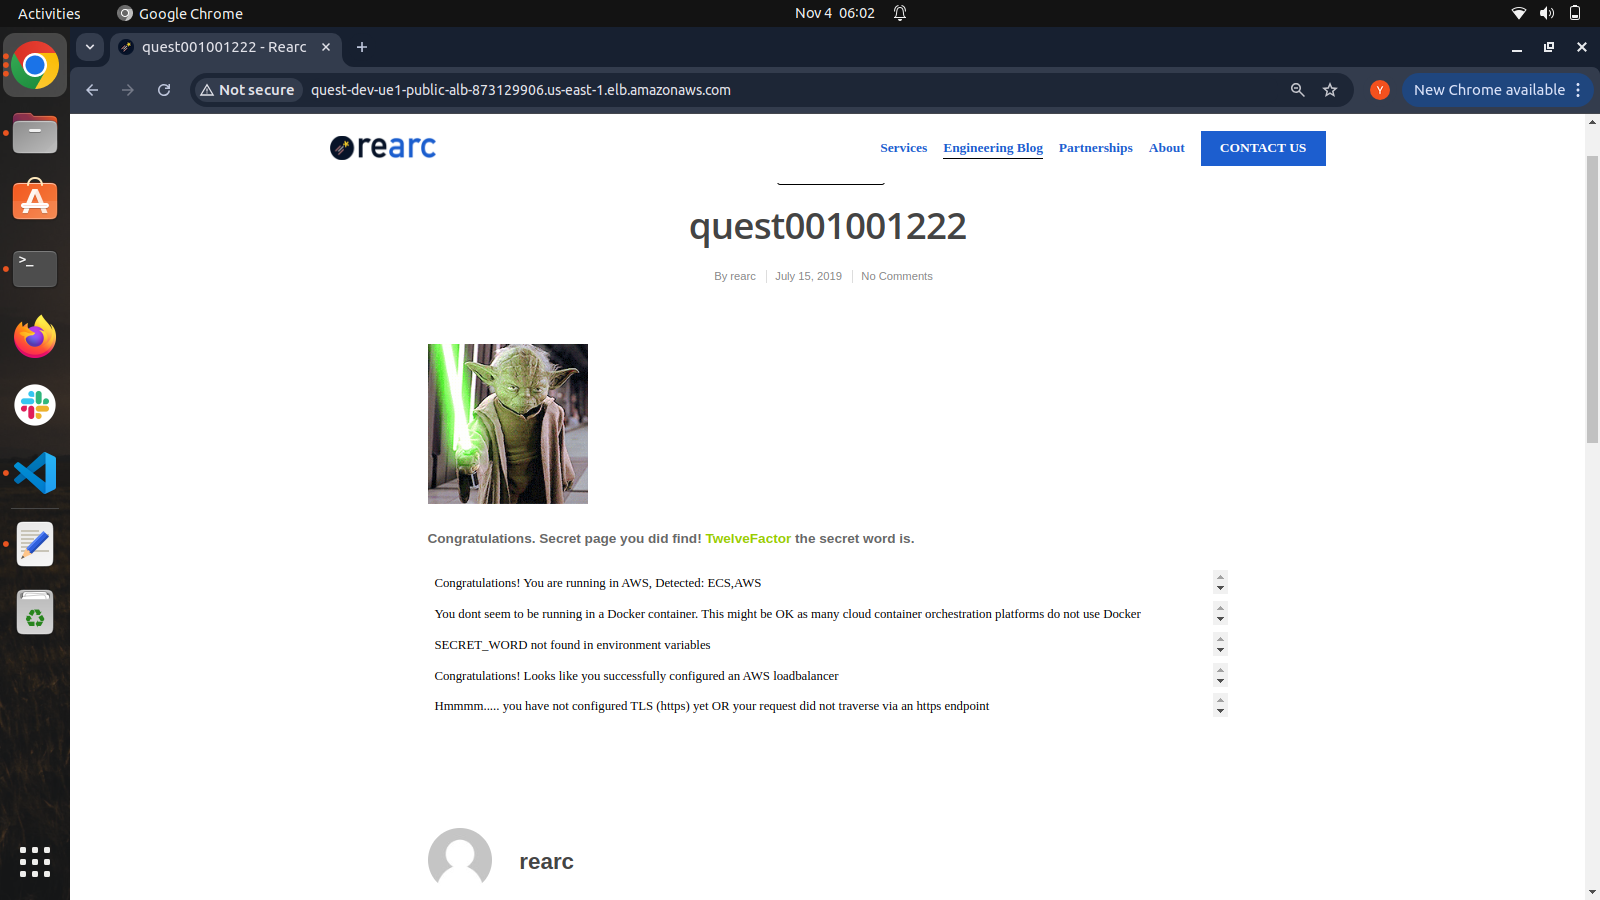 Activities
Google Chrome
Nov 4 06:02
quest001001222 - Rearc
Not secure
quest-dev-ue1-public-alb-873129906.us-east-1.elb.amazonaws.com
Y
New Chrome available
rearc
Services
Engineering Blog
Partnerships
About
CONTACT US
quest001001222
By rearc
July 15, 2019
No Comments
Congratulations. Secret page you did find! TwelveFactor the secret word is.
Congratulations! You are running in AWS, Detected: ECS,AWS
You dont seem to be running in a Docker container. This might be OK as many cloud container orchestration platforms do not use Docker
SECRET_WORD not found in environment variables
Congratulations! Looks like you successfully configured an AWS loadbalancer
Hmmmm..... you have not configured TLS (https) yet OR your request did not traverse via an https endpoint
rearc